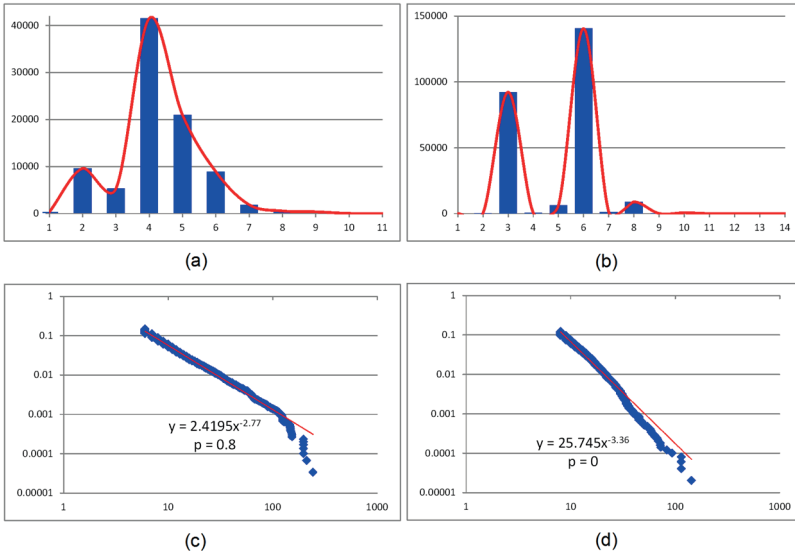 40000
30000
20000
10000
0
1 2 3 4 5 6 7 8 9 10 11
(a)
150000
100000
50000
0
1 2 3 4 5 6 7 8 9 10 11 12 13 14
(b)
1
0.1
0.01
0.001
0.0001
0.00001
y = 2.4195x^-2.77
p = 0.8
1 10 100 1000
(c)
1
0.1
0.01
0.001
0.0001
0.00001
y = 25.745x^-3.36
p = 0
1 10 100 1000
(d)